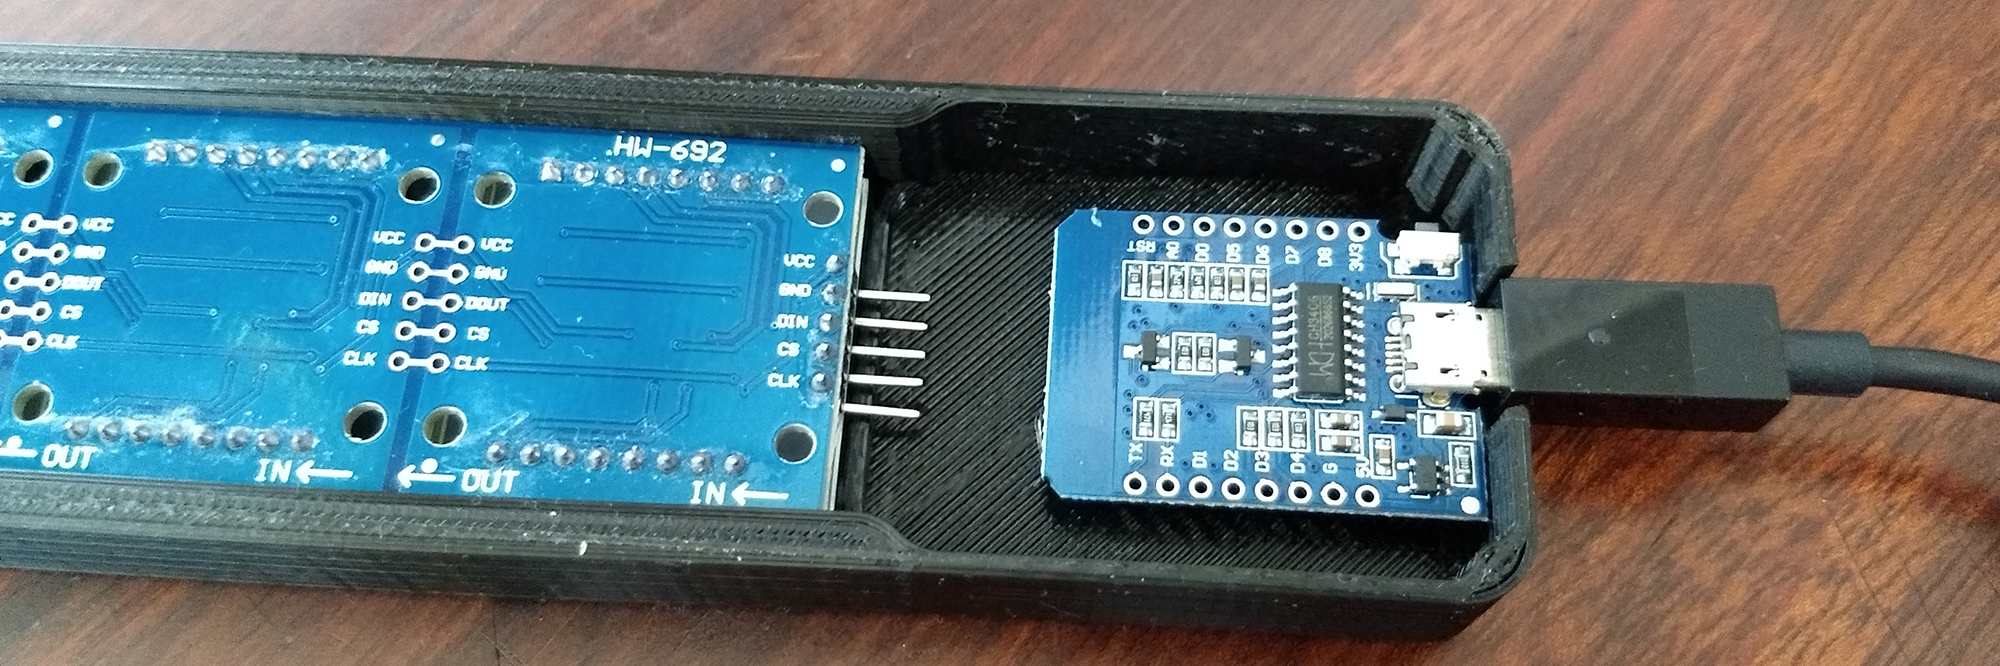 HW-692
CC VCC
GND
DOUT
CS
CLK
OUT
IN
VCC VCC
GND GND
DIN DOUT
CS CS
CLK CLK
OUT
IN
VCC
GND
DIN
CS
CLK
RST A0 D0 D5 D6 D7 D8 3V3
CH340G
TX RX D1 D2 D3 D4 G 5V